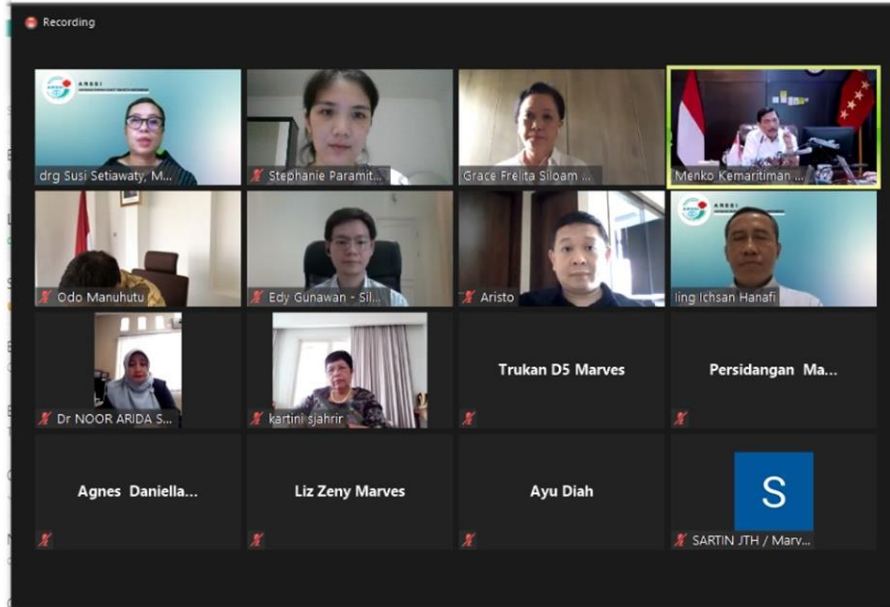 Recording
ARSSI
drg Susi Setiawaty, M...
Stephanie Paramit...
Grace Frelita Siloam ...
Menko Kemaritiman ...
Odo Manuhutu
Edy Gunawan - Sil...
Aristo
ARSSI
Iing Ichsan Hanafi
Dr NOOR ARIDA S...
kartini sjahrir
Trukan D5 Marves
Persidangan Ma...
Agnes Daniella...
Liz Zeny Marves
Ayu Diah
S
SARTIN JTH / Marv...